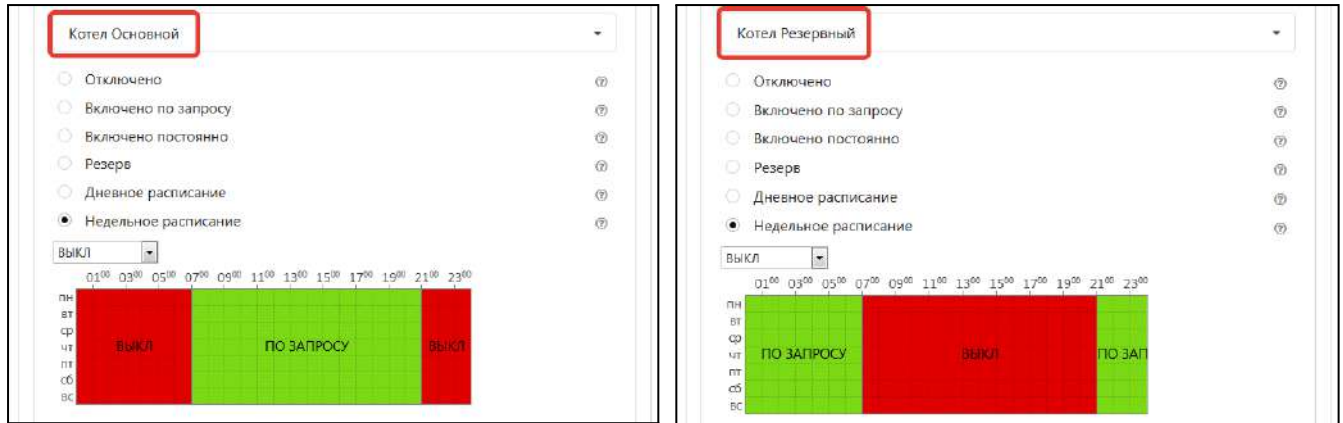 Котел Основной
Отключено
Включено по запросу
Включено постоянно
Резерв
Дневное расписание
Недельное расписание
ВЫКЛ
01⁰⁰ 03⁰⁰ 05⁰⁰ 07⁰⁰ 09⁰⁰ 11⁰⁰ 13⁰⁰ 15⁰⁰ 17⁰⁰ 19⁰⁰ 21⁰⁰ 23⁰⁰
пн
вт
ср
чт ВЫКЛ ПО ЗАПРОСУ ВЫКЛ
пт
сб
вс
Котел Резервный
Отключено
Включено по запросу
Включено постоянно
Резерв
Дневное расписание
Недельное расписание
ВЫКЛ
01⁰⁰ 03⁰⁰ 05⁰⁰ 07⁰⁰ 09⁰⁰ 11⁰⁰ 13⁰⁰ 15⁰⁰ 17⁰⁰ 19⁰⁰ 21⁰⁰ 23⁰⁰
пн
вт
ср
чт ПО ЗАПРОСУ ВЫКЛ ПО ЗАП
пт
сб
вс